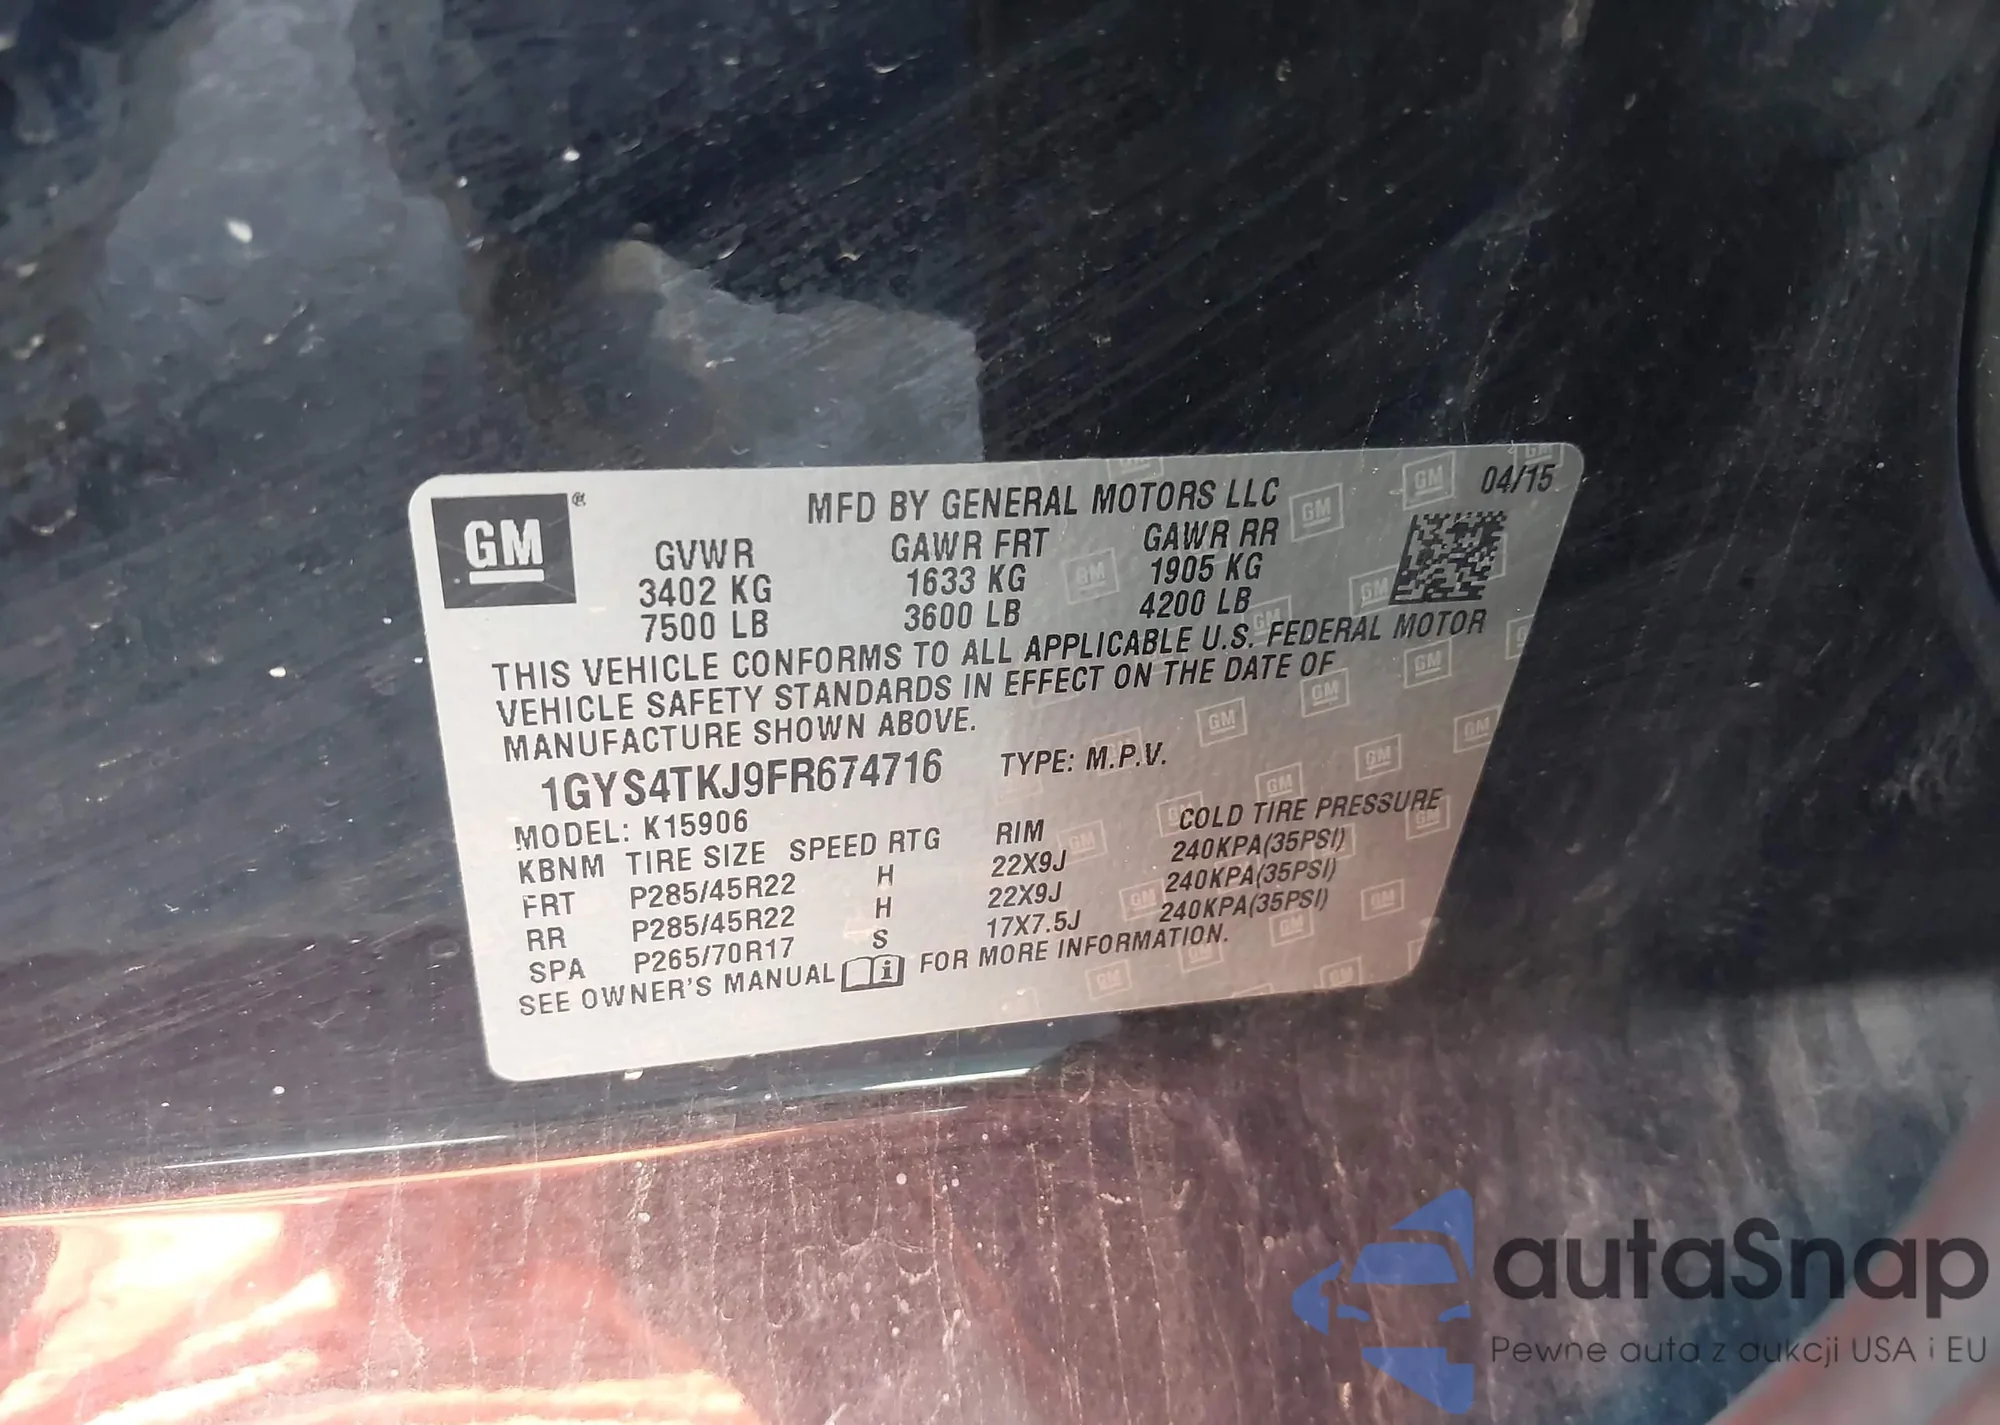 GM®
MFD BY GENERAL MOTORS LLC 04/15
GVWR GAWR FRT GAWR RR
3402 KG 1633 KG 1905 KG
7500 LB 3600 LB 4200 LB
THIS VEHICLE CONFORMS TO ALL APPLICABLE U.S. FEDERAL MOTOR
VEHICLE SAFETY STANDARDS IN EFFECT ON THE DATE OF
MANUFACTURE SHOWN ABOVE.
1GYS4TKJ9FR674716 TYPE: M.P.V.
MODEL: K15906
KBNM TIRE SIZE SPEED RTG RIM COLD TIRE PRESSURE
FRT P285/45R22 H 22X9J 240KPA(35PSI)
RR P285/45R22 H 22X9J 240KPA(35PSI)
SPA P265/70R17 S 17X7.5J 240KPA(35PSI)
SEE OWNER'S MANUAL i FOR MORE INFORMATION.
autaSnap
Pewne auta z aukcji USA i EU